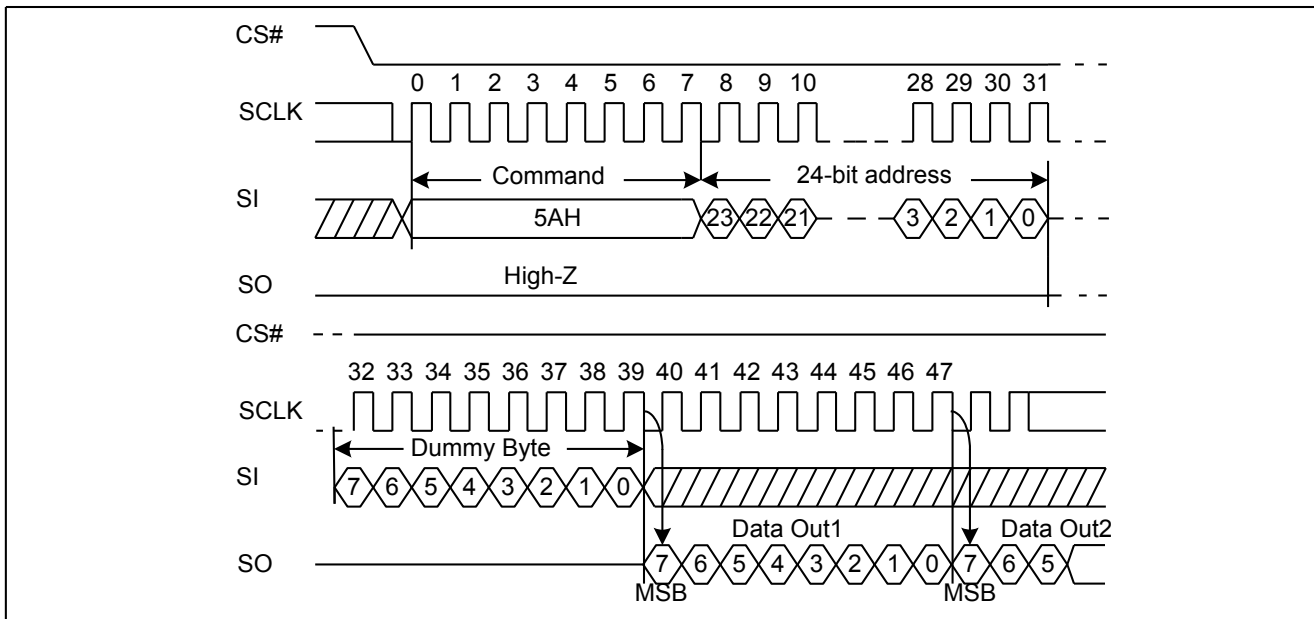 CS#
0 1 2 3 4 5 6 7 8 9 10 28 29 30 31
SCLK
Command 24-bit address
SI
5AH 23 22 21 3 2 1 0
High-Z
SO
CS#
32 33 34 35 36 37 38 39 40 41 42 43 44 45 46 47
SCLK
Dummy Byte
SI
7 6 5 4 3 2 1 0
Data Out1 Data Out2
SO
7 6 5 4 3 2 1 0 7 6 5
MSB MSB